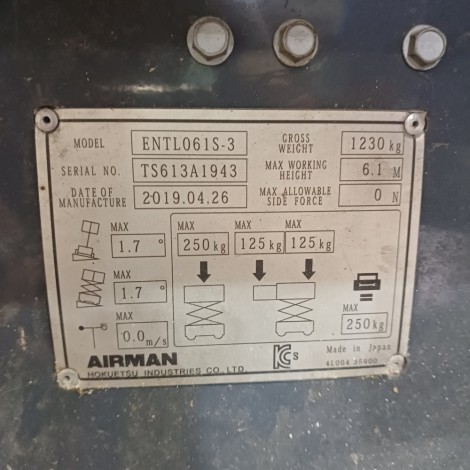 MODEL ENTL061S-3 GROSS WEIGHT 1230 kg
SERIAL NO. TS613A1943 MAX WORKING HEIGHT 6.1 M
DATE OF MANUFACTURE 2019.04.26 MAX ALLOWABLE SIDE FORCE 0 N
MAX 1.7 °
MAX 1.7 °
MAX 0.0 m/s
MAX 250 kg
MAX 125 kg
MAX 125 kg
MAX 250 kg
AIRMAN
HOKUETSU INDUSTRIES CO., LTD.
KCs
Made in Japan